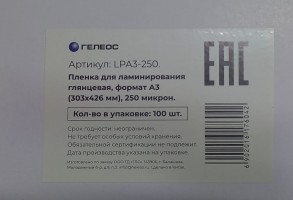 ГЕЛЕОС
Артикул: LPA3-250.
EAC
Пленка для ламинирования
глянцевая, формат А3
(303х426 мм), 250 микрон.
Кол-во в упаковке: 100 шт.
Срок годности: неограничен.
Не требует особых условий хранения.
Обязательной сертификации не подлежит.
Дата производства указана на упаковке.